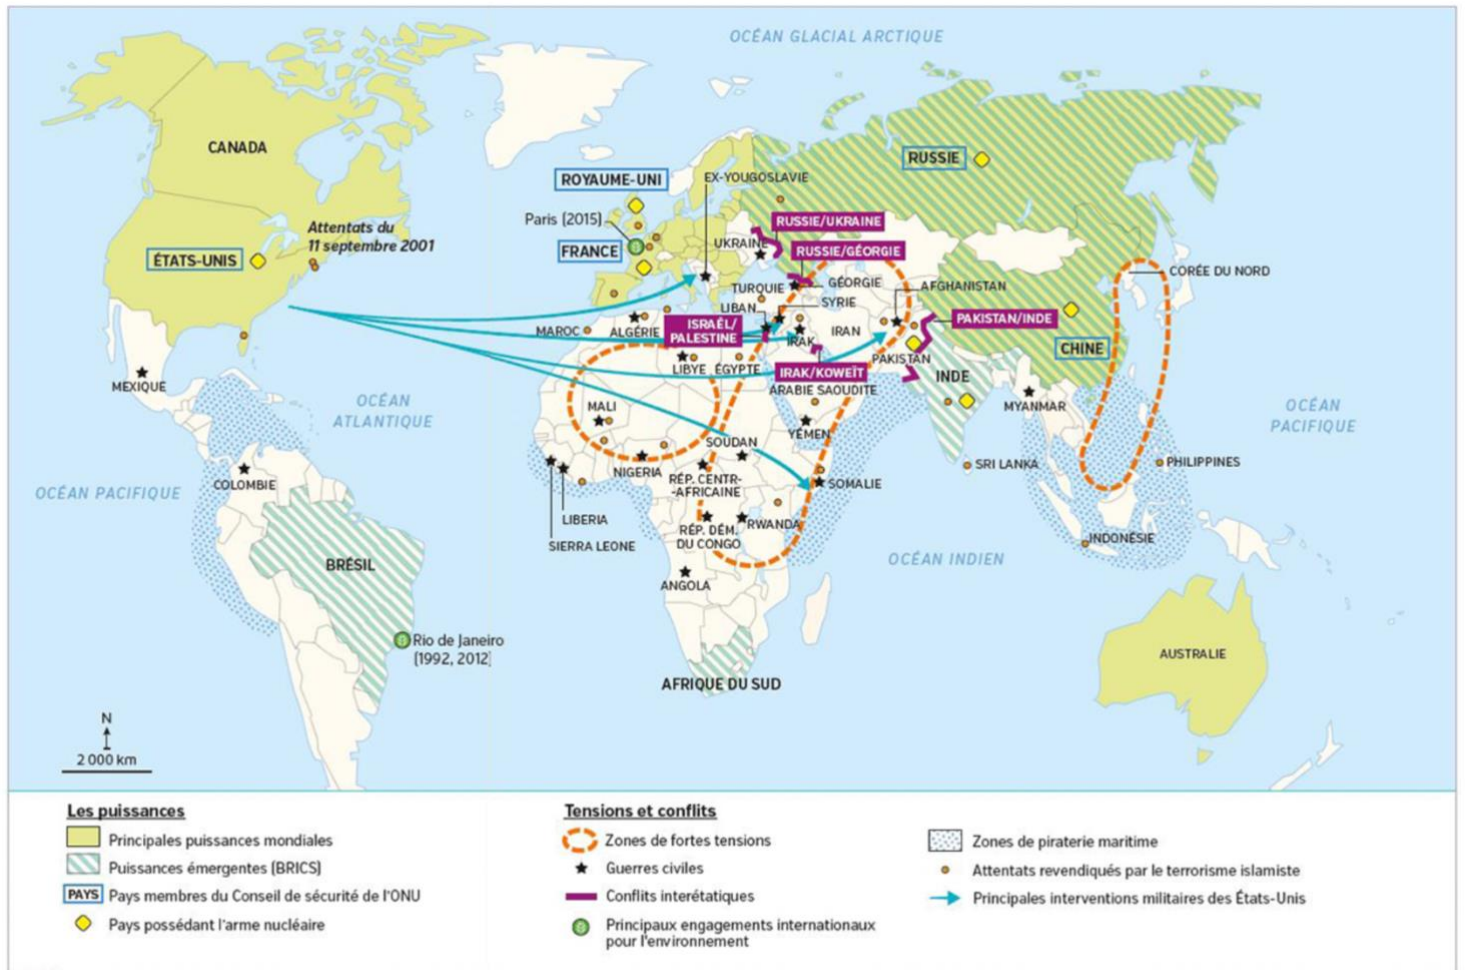 OCÉAN GLACIAL ARCTIQUE
CANADA
RUSSIE
ROYAUME-UNI
EX-YOUGOSLAVIE
Paris (2015)
RUSSIE/UKRAINE
Attentats du
11 septembre 2001
UKRAINE
FRANCE
RUSSIE/GÉORGIE
ÉTATS-UNIS
CORÉE DU NORD
TURQUIE
GÉORGIE
AFGHANISTAN
LIBAN
SYRIE
MAROC
ALGÉRIE
ISRAËL/
PALESTINE
IRAK
IRAN
PAKISTAN/INDE
CHINE
PAKISTAN
LIBYE
ÉGYPTE
IRAK/KOWEÏT
INDE
MEXIQUE
ARABIE SAOUDITE
OCÉAN
ATLANTIQUE
MALI
MYANMAR
OCÉAN
PACIFIQUE
YÉMEN
SOUDAN
NIGERIA
SRI LANKA
PHILIPPINES
COLOMBIE
RÉP. CENTR-
-AFRICAINE
SOMALIE
OCÉAN PACIFIQUE
LIBERIA
RWANDA
RÉP. DÉM.
DU CONGO
SIERRA LEONE
INDONÉSIE
OCÉAN INDIEN
BRÉSIL
ANGOLA
Rio de Janeiro
(1992, 2012)
AUSTRALIE
AFRIQUE DU SUD
N
2 000 km
Les puissances
Principales puissances mondiales
Puissances émergentes (BRICS)
PAYS Pays membres du Conseil de sécurité de l'ONU
Pays possédant l'arme nucléaire
Tensions et conflits
Zones de fortes tensions
Guerres civiles
Conflits interétatiques
Principaux engagements internationaux
pour l'environnement
Zones de piraterie maritime
Attentats revendiqués par le terrorisme islamiste
Principales interventions militaires des États-Unis